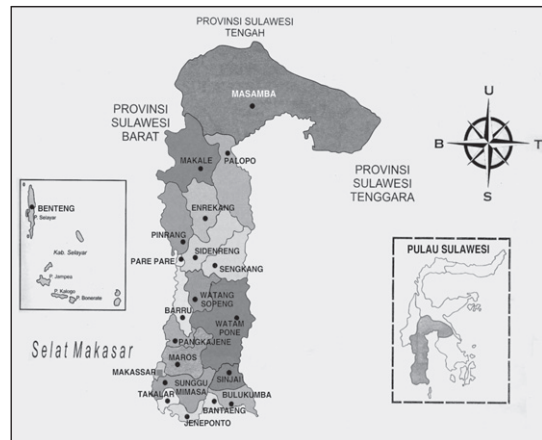 PROVINSI SULAWESI
TENGAH
MASAMBA
PROVINSI
SULAWESI
BARAT
U
B
T
S
MAKALE
PALOPO
PROVINSI
SULAWESI
TENGGARA
BENTENG
P. Selayar
Kab. Selayar
P. Jampea
P. Kalogo
P. Bonerate
ENREKANG
PINRANG
SIDENRENG
PARE PARE
SENGKANG
PULAU SULAWESI
WATANG
SOPENG
BARRU
WATAM
PONE
Selat Makasar
PANGKAJENE
MAROS
MAKASSAR
SINJAI
SUNGGU
MIMASA
TAKALAR
BULUKUMBA
BANTAENG
JENEPONTO